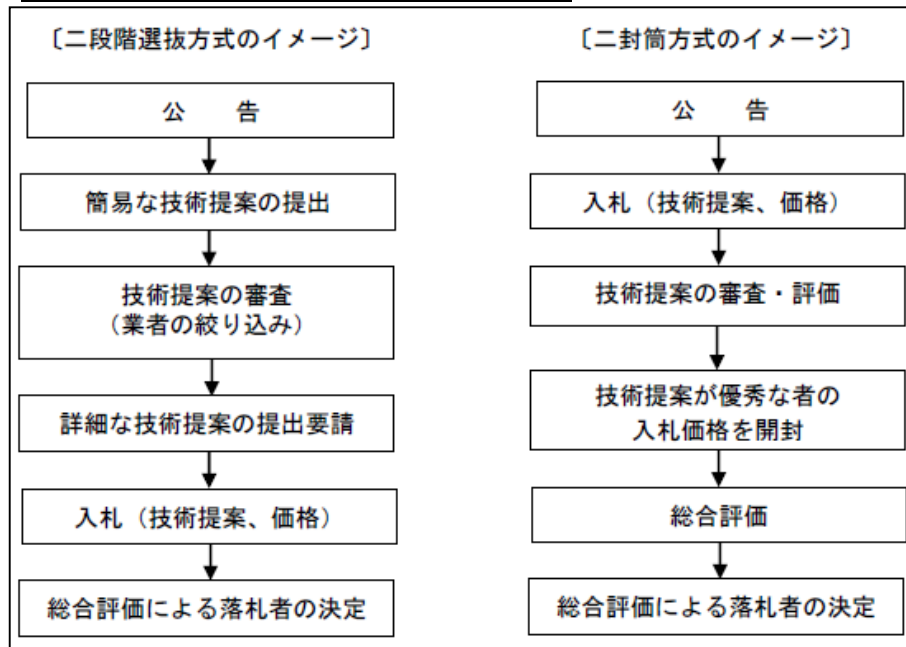 〔二段階選抜方式のイメージ〕
公　　告
簡易な技術提案の提出
技術提案の審査
（業者の絞り込み）
詳細な技術提案の提出要請
入札（技術提案、価格）
総合評価による落札者の決定
〔二封筒方式のイメージ〕
公　　告
入札（技術提案、価格）
技術提案の審査・評価
技術提案が優秀な者の
入札価格を開封
総合評価
総合評価による落札者の決定